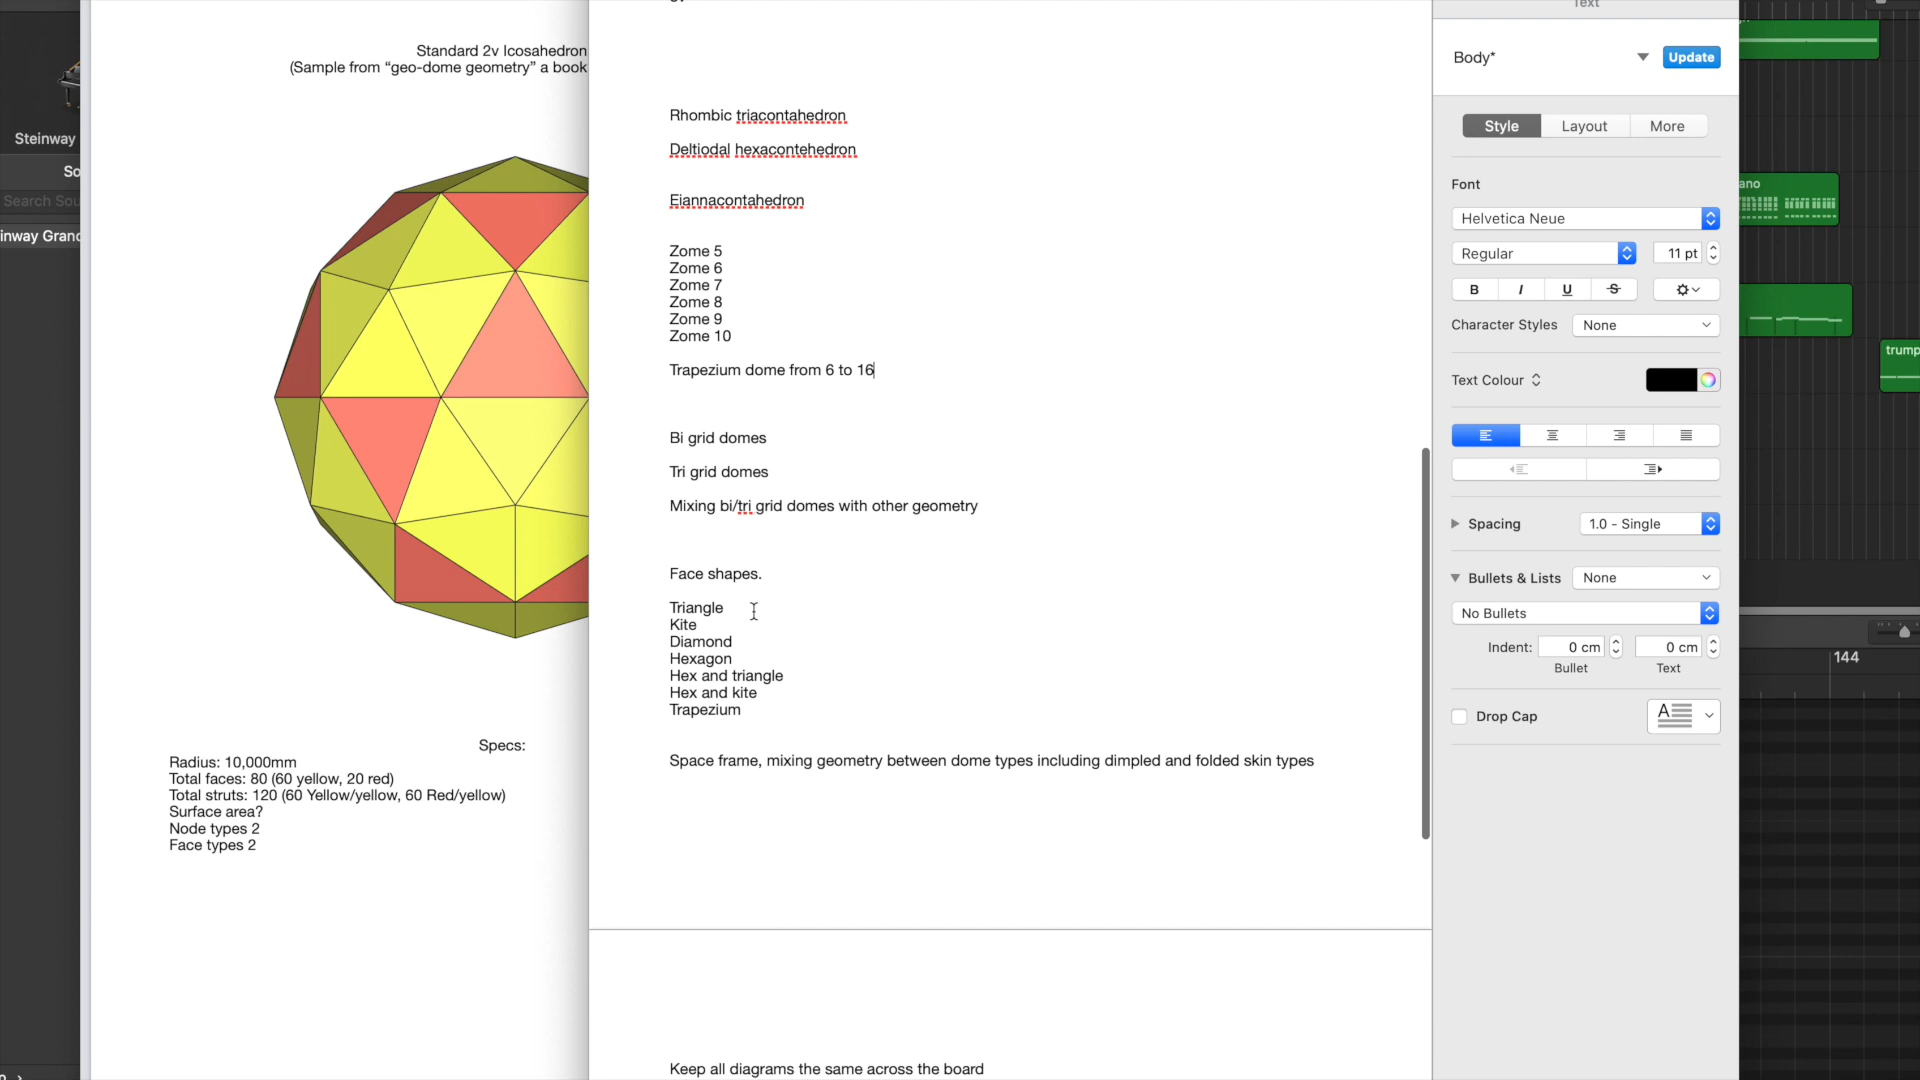 Steinway
So
Search Sou
inway Grand
Standard 2v Icosahedron
(Sample from “geo-dome geometry” a book
Specs:
Radius: 10,000mm
Total faces: 80 (60 yellow, 20 red)
Total struts: 120 (60 Yellow/yellow, 60 Red/yellow)
Surface area?
Node types 2
Face types 2
Rhombic triacontahedron
Deltiodal hexacontehedron
Eiannacontahedron
Zome 5
Zome 6
Zome 7
Zome 8
Zome 9
Zome 10
Trapezium dome from 6 to 16
Bi grid domes
Tri grid domes
Mixing bi/tri grid domes with other geometry
Face shapes.
Triangle
Kite
Diamond
Hexagon
Hex and triangle
Hex and kite
Trapezium
Space frame, mixing geometry between dome types including dimpled and folded skin types
Keep all diagrams the same across the board
Text
Body*
Update
Style Layout More
Font
Helvetica Neue
Regular 11 pt
B I U S
Character Styles None
Text Colour
Spacing 1.0 - Single
Bullets & Lists None
No Bullets
Indent: 0 cm 0 cm
Bullet Text
Drop Cap A
ano
trump
144